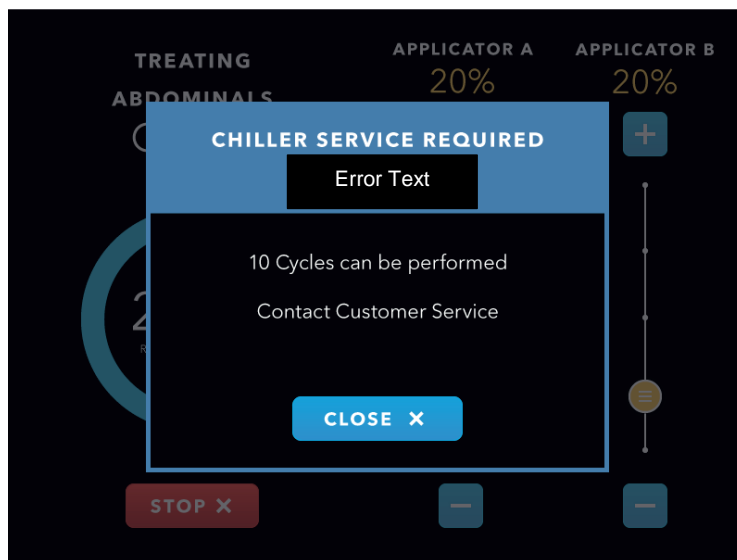 TREATING
ABDOMINALS
APPLICATOR A
20%
APPLICATOR B
20%
CHILLER SERVICE REQUIRED
Error Text
10 Cycles can be performed
Contact Customer Service
CLOSE ×
STOP ×